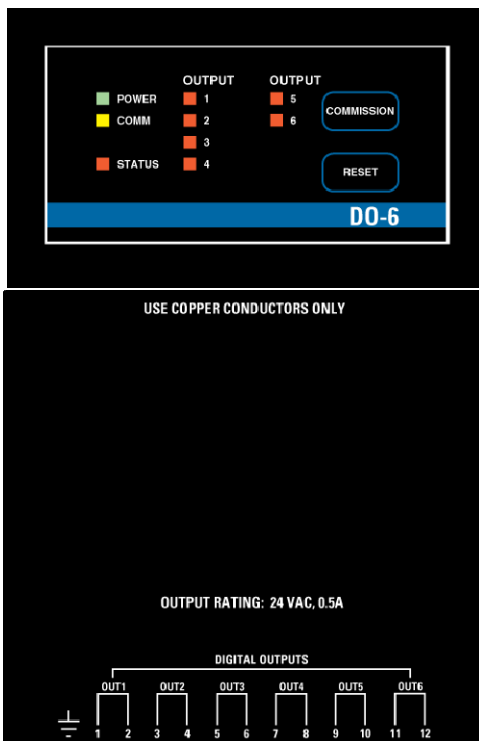 OUTPUT OUTPUT
POWER 1 5
COMM 2 6
COMMISSION
3
STATUS 4
RESET
DO-6
USE COPPER CONDUCTORS ONLY
OUTPUT RATING: 24 VAC, 0.5A
DIGITAL OUTPUTS
OUT1 OUT2 OUT3 OUT4 OUT5 OUT6
1 2 3 4 5 6 7 8 9 10 11 12